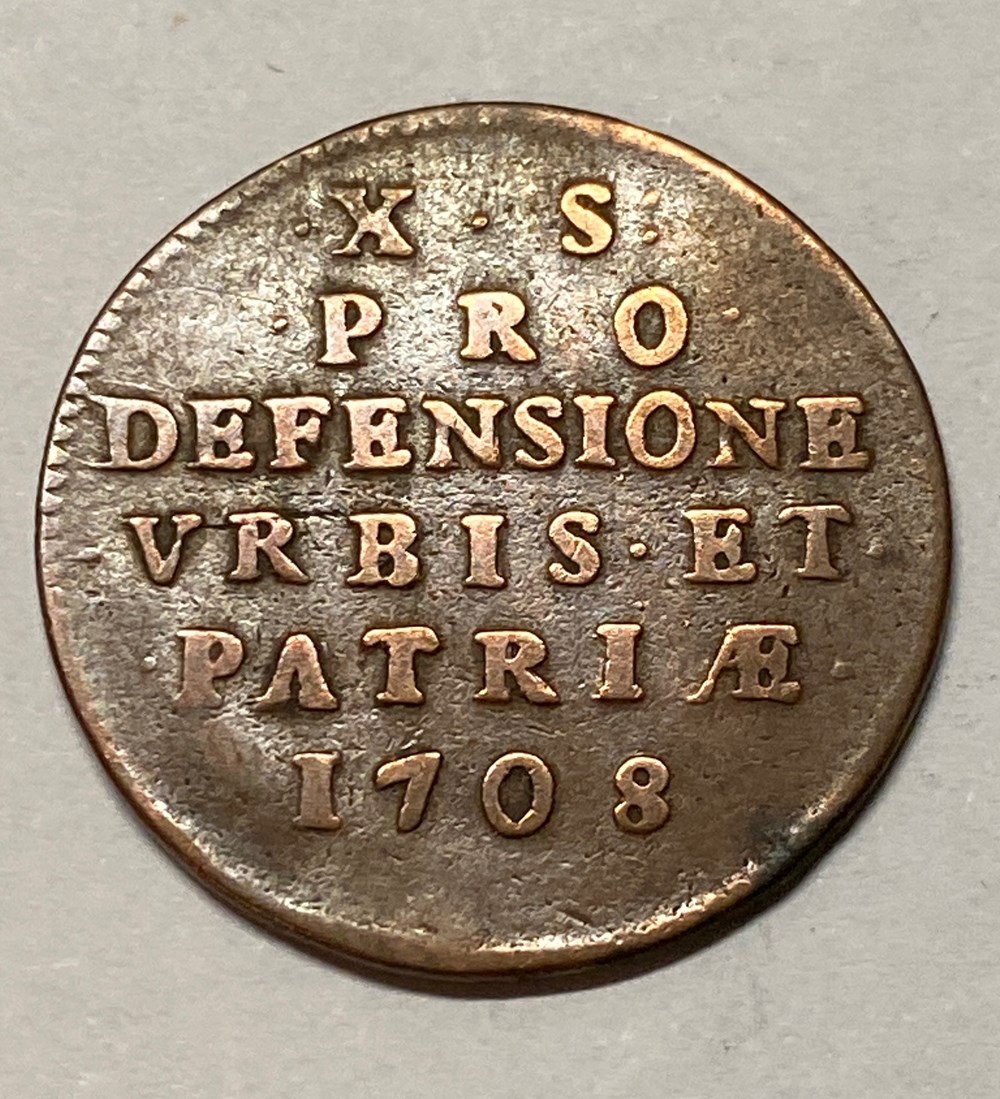 ·X · S:
·PRO·
DEFENSIONE
VRBIS·ET
PATRIÆ
1708